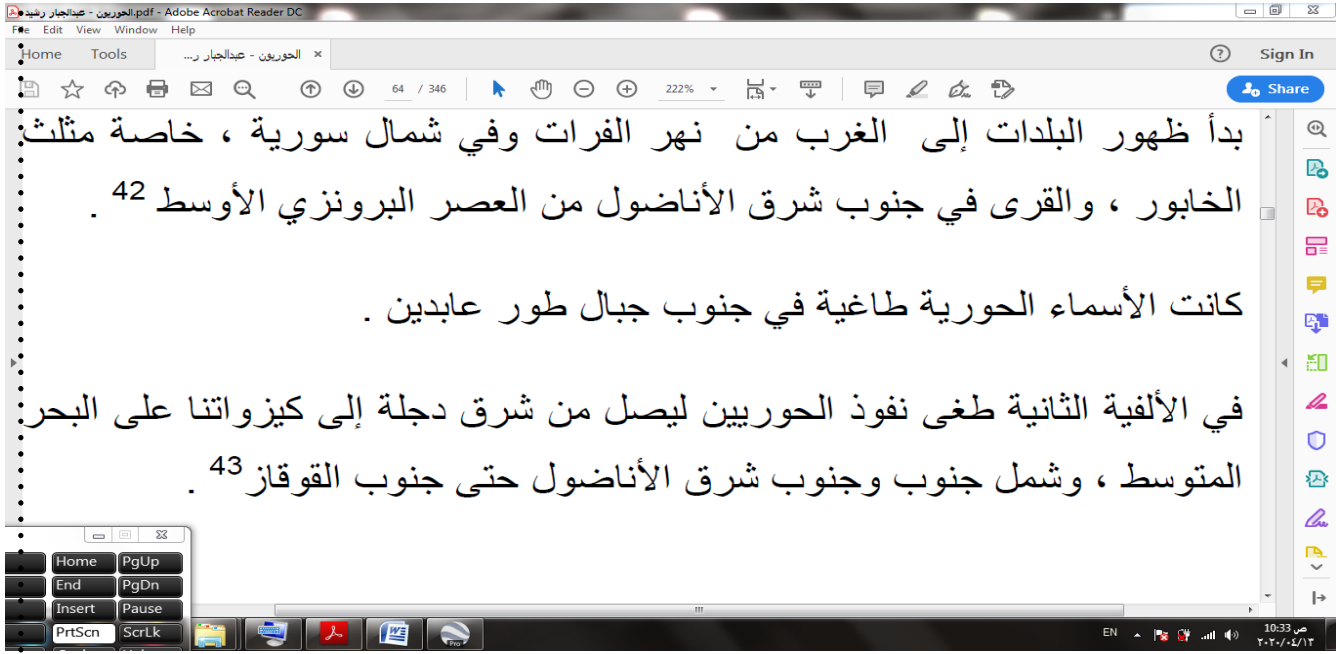 الحوريون - عبدالجبار رشيد.pdf - Adobe Acrobat Reader DC
File Edit View Window Help
Home Tools الحوريون - عبدالجبار ر... × Sign In
64 / 346 222% Share
بدأ ظهور البلدات إلى الغرب من نهر الفرات وفي شمال سورية ، خاصة مثلث
الخابور ، والقرى في جنوب شرق الأناضول من العصر البرونزي الأوسط 42 .
كانت الأسماء الحورية طاغية في جنوب جبال طور عابدين .
في الألفية الثانية طغى نفوذ الحوريين ليصل من شرق دجلة إلى كيزواتنا على البحر
المتوسط ، وشمل جنوب وجنوب شرق الأناضول حتى جنوب القوقاز 43 .
Home PgUp
End PgDn
Insert Pause
PrtScn ScrLk
Pro
EN 10:33 ص
٢٠٢٠/٠٤/١٣